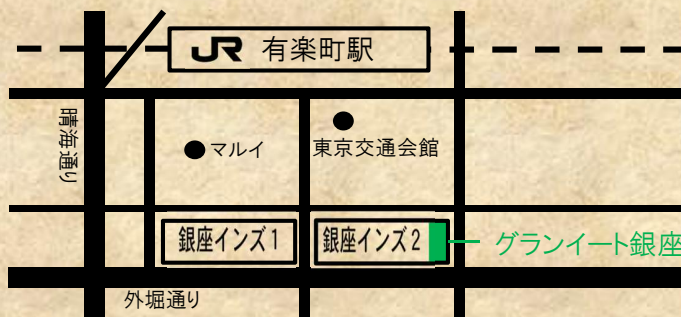 JR 有楽町駅
晴海通り
マルイ
東京交通会館
銀座インズ1
銀座インズ2
グランイート銀座
外堀通り